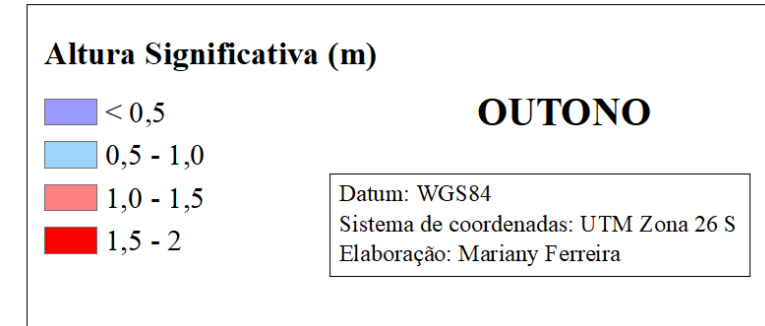 Altura Significativa (m)
< 0,5
0,5 - 1,0
1,0 - 1,5
1,5 - 2
OUTONO
Datum: WGS84
Sistema de coordenadas: UTM Zona 26 S
Elaboração: Mariany Ferreira